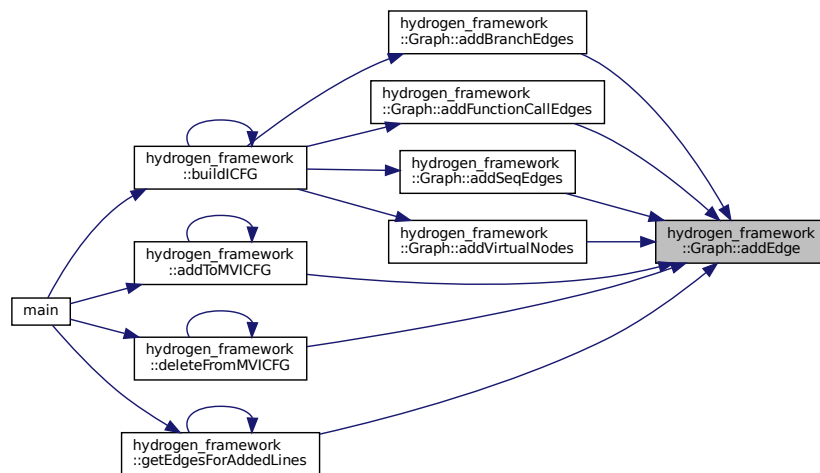 hydrogen_framework
::Graph::addBranchEdges
hydrogen_framework
::Graph::addFunctionCallEdges
hydrogen_framework
::buildICFG
hydrogen_framework
::Graph::addSeqEdges
hydrogen_framework
::Graph::addVirtualNodes
hydrogen_framework
::Graph::addEdge
hydrogen_framework
::addToMVICFG
main
hydrogen_framework
::deleteFromMVICFG
hydrogen_framework
::getEdgesForAddedLines